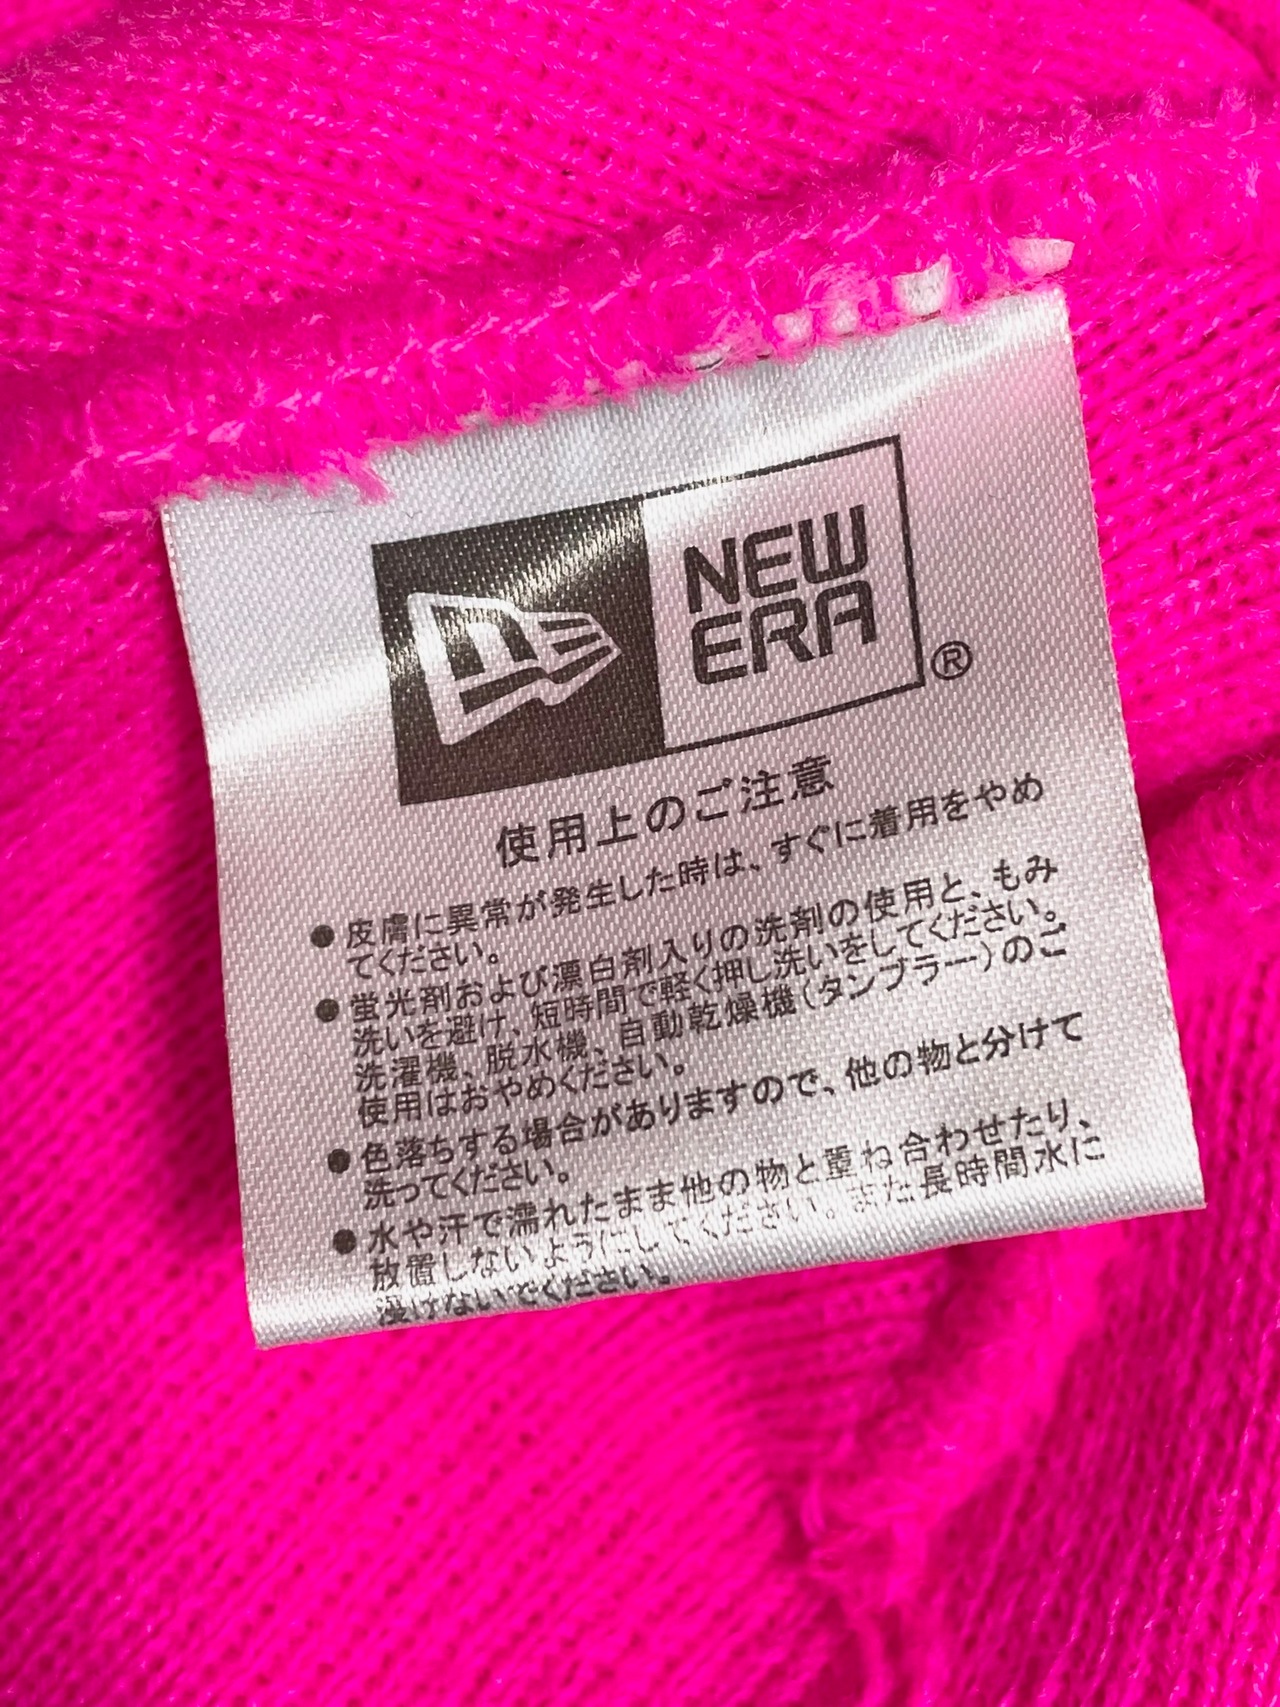 NEW
ERA®
使用上のご注意
● 皮膚に異常が発生した時は、すぐに着用をやめ
てください。
● 蛍光剤および漂白剤入りの洗剤の使用と、もみ
洗いを避け、短時間で軽く押し洗いをしてください。
洗濯機、脱水機、自動乾燥機(タンブラー)のご
使用はおやめください。
● 色落ちする場合がありますので、他の物と分けて
洗ってください。
● 水や汗で濡れたまま他の物と重ね合わせたり、
放置しないようにしてください。また長時間水に
浸けないでください。